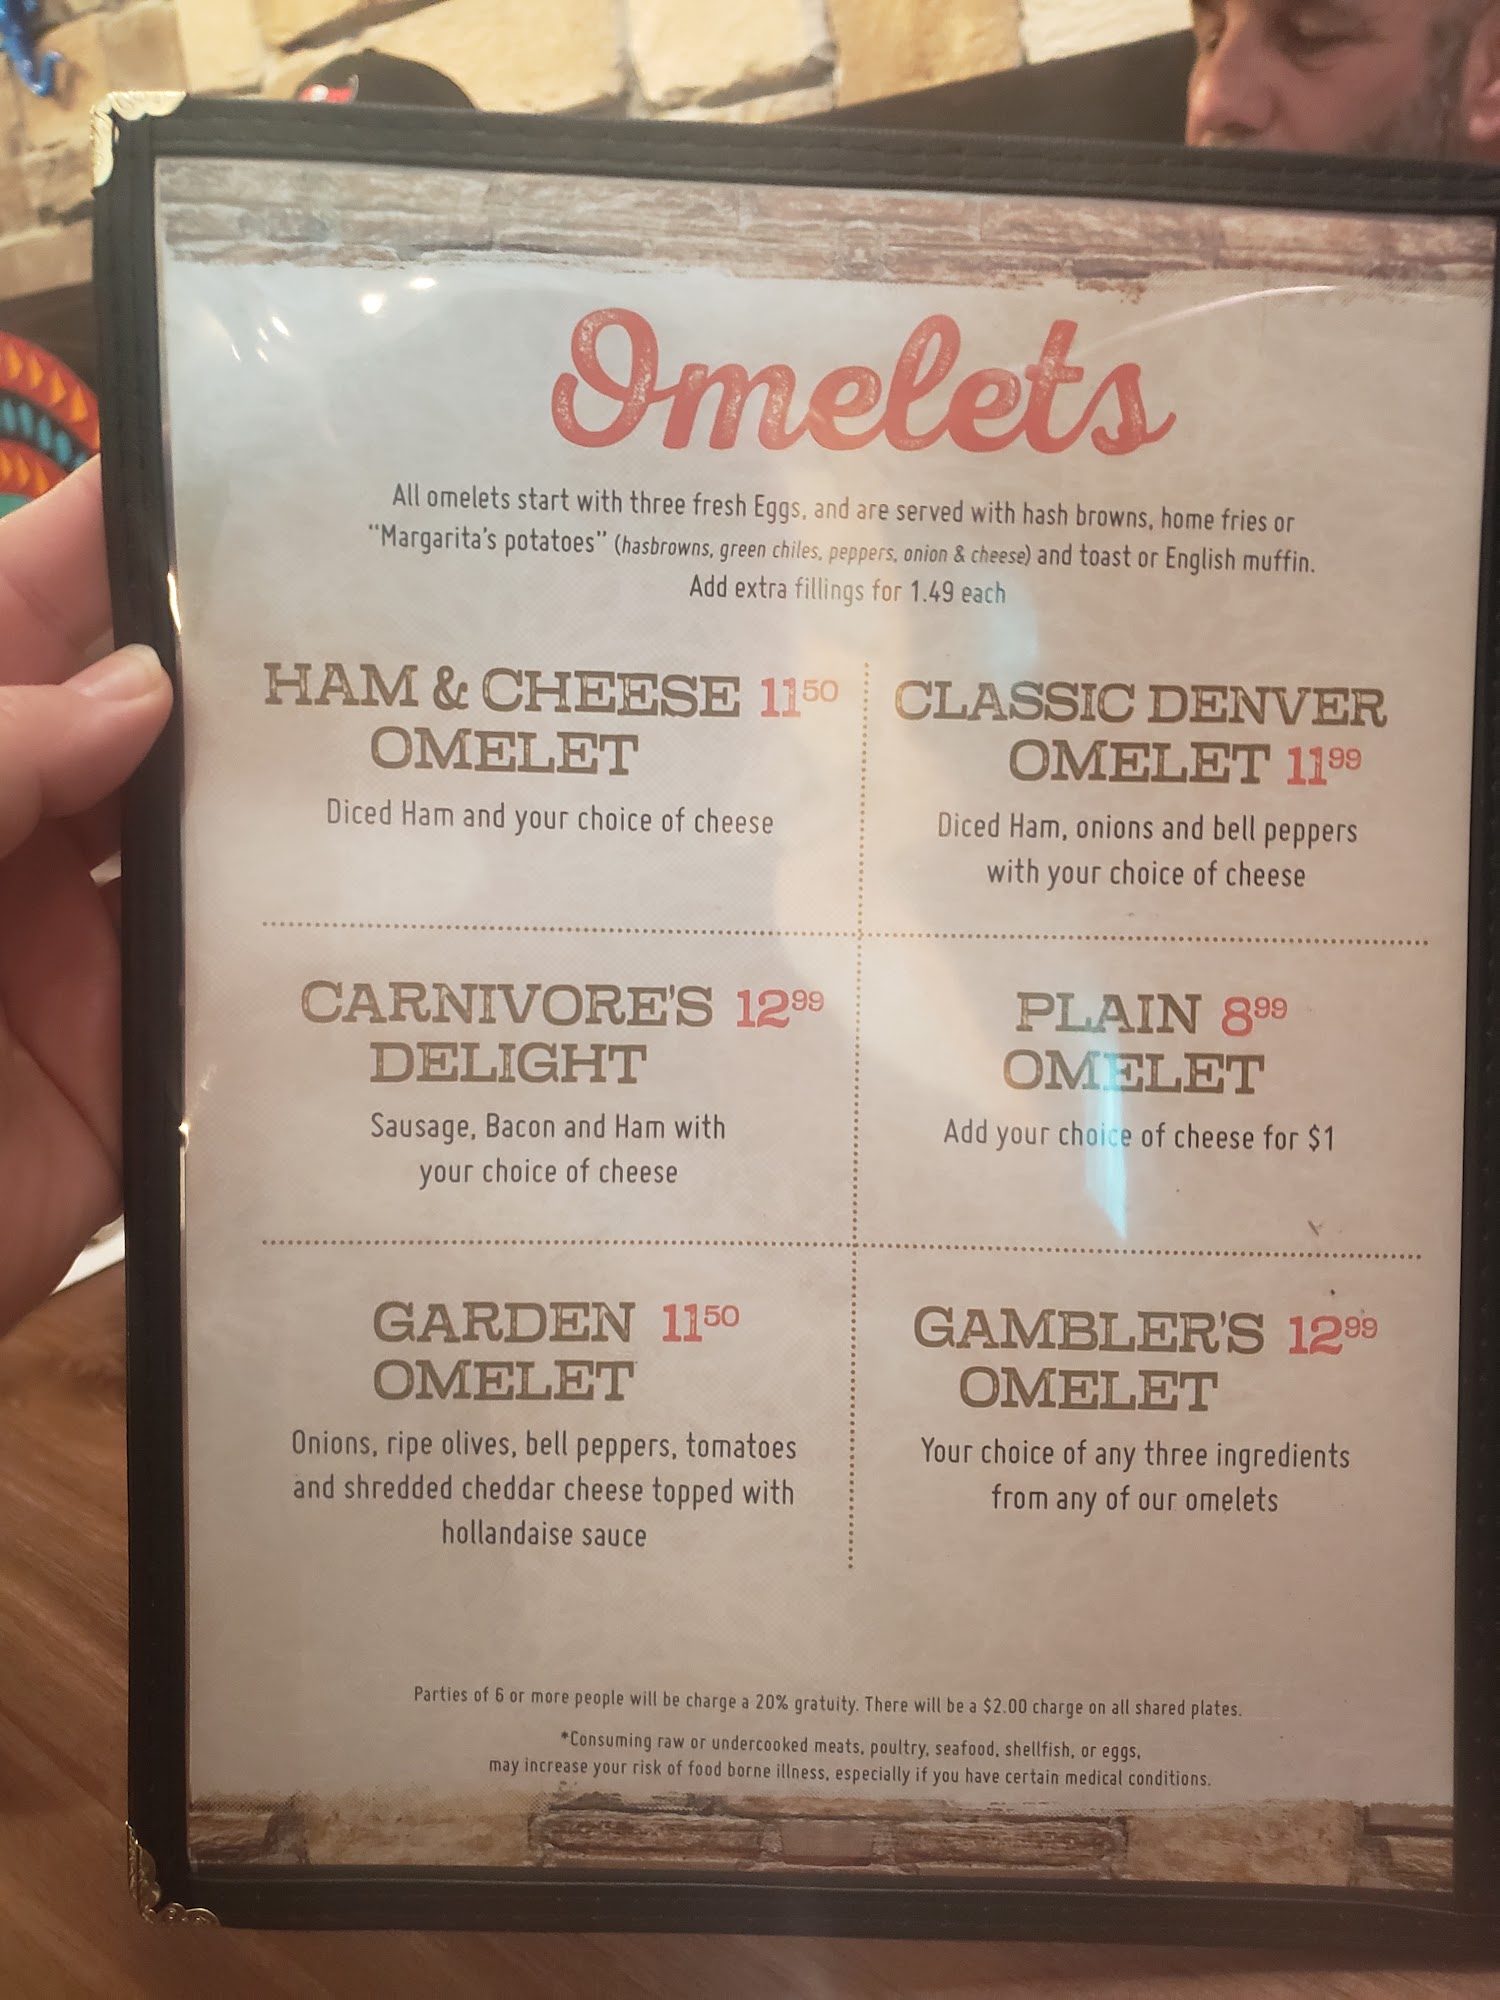 Omelets
All omelets start with three fresh Eggs, and are served with hash browns, home fries or
“Margarita's potatoes” (hasbrowns, green chiles, peppers, onion & cheese) and toast or English muffin.
Add extra fillings for 1.49 each
HAM & CHEESE 11⁵⁰
OMELET
Diced Ham and your choice of cheese
CLASSIC DENVER
OMELET 11⁹⁹
Diced Ham, onions and bell peppers
with your choice of cheese
CARNIVORE'S 12⁹⁹
DELIGHT
Sausage, Bacon and Ham with
your choice of cheese
PLAIN 8⁹⁹
OMELET
Add your choice of cheese for $1
GARDEN 11⁵⁰
OMELET
Onions, ripe olives, bell peppers, tomatoes
and shredded cheddar cheese topped with
hollandaise sauce
GAMBLER'S 12⁹⁹
OMELET
Your choice of any three ingredients
from any of our omelets
Parties of 6 or more people will be charge a 20% gratuity. There will be a $2.00 charge on all shared plates.
*Consuming raw or undercooked meats, poultry, seafood, shellfish, or eggs,
may increase your risk of food borne illness, especially if you have certain medical conditions.